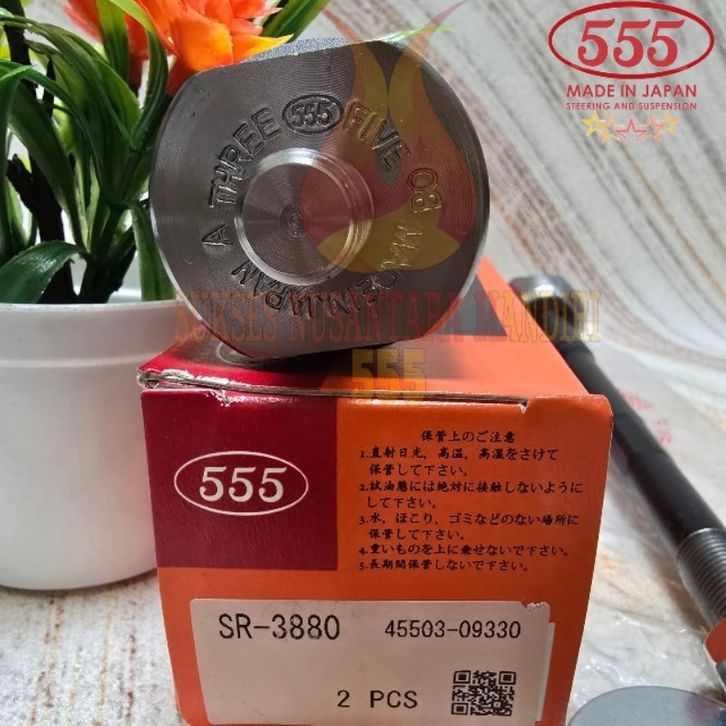 555
MADE IN JAPAN
STEERING AND SUSPENSION
A THREE 555 FIVE 08 MADE IN JAPAN
SUKSES NUSANTARA MANDIRI
555
555
保管上のご注意
1.直射日光, 高温, 高湿をさけて
保管して下さい。
2.試油態には絶対に接触しないように
して下さい。
3.水, ほこり, ゴミなどのない場所に
保管して下さい。
4.重いものを上に乗せないで下さい。
5.長期間保管しないで下さい。
SR-3880 45503-09330
2 PCS